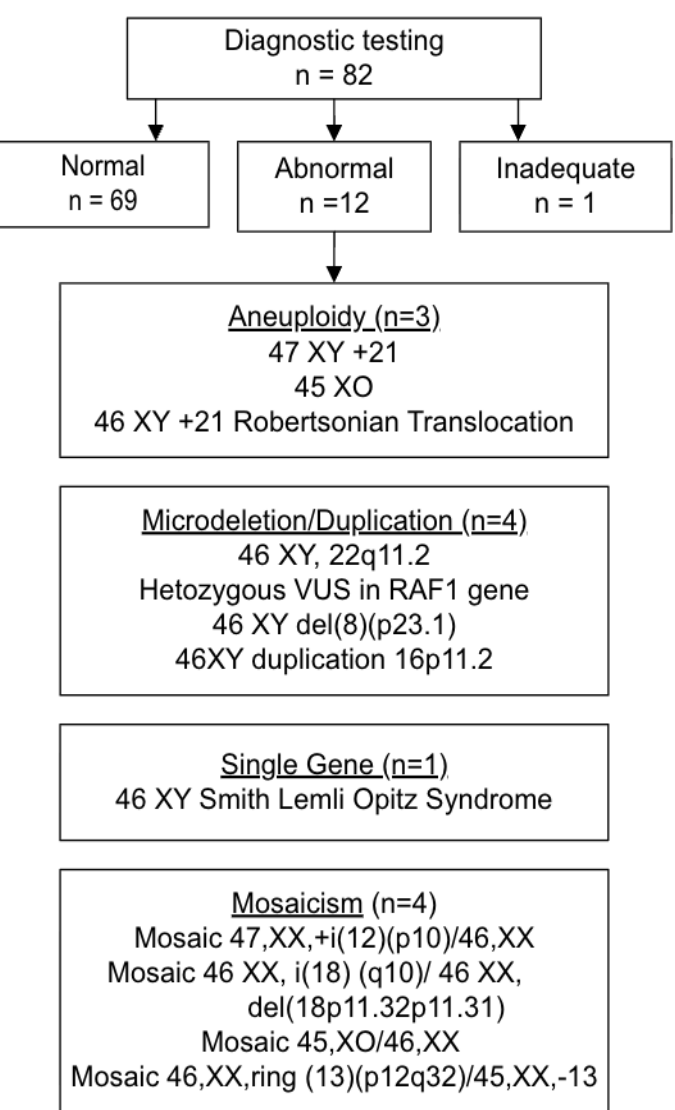 Diagnostic testing
n = 82
Normal
n = 69
Abnormal
n =12
Inadequate
n = 1
Aneuploidy (n=3)
47 XY +21
45 XO
46 XY +21 Robertsonian Translocation
Microdeletion/Duplication (n=4)
46 XY, 22q11.2
Hetozygous VUS in RAF1 gene
46 XY del(8)(p23.1)
46XY duplication 16p11.2
Single Gene (n=1)
46 XY Smith Lemli Opitz Syndrome
Mosaicism (n=4)
Mosaic 47,XX,+i(12)(p10)/46,XX
Mosaic 46 XX, i(18) (q10)/ 46 XX,
del(18p11.32p11.31)
Mosaic 45,XO/46,XX
Mosaic 46,XX,ring (13)(p12q32)/45,XX,-13